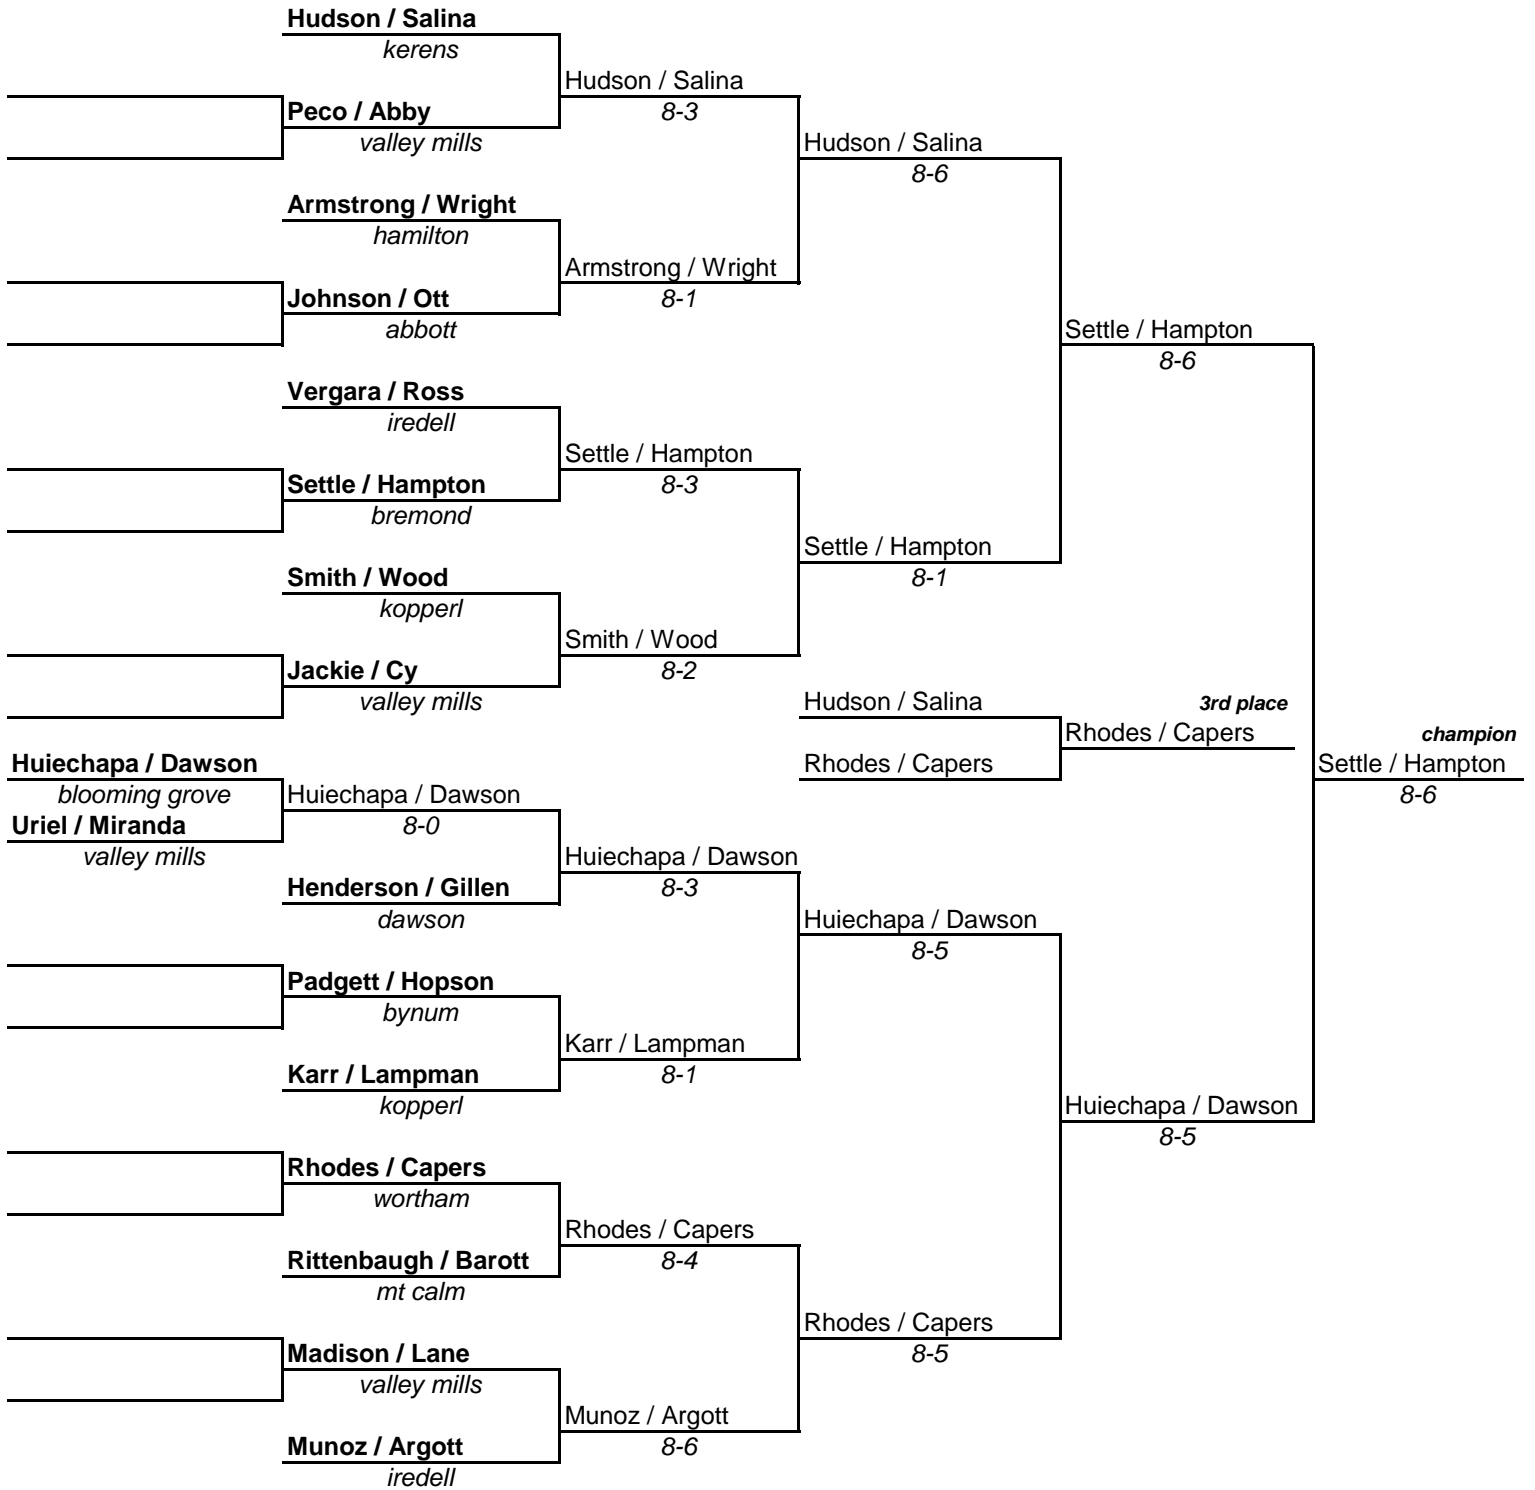 Hudson / Salina
kerens
Hudson / Salina
8-3
Peco / Abby
valley mills
Hudson / Salina
8-6
Armstrong / Wright
hamilton
Armstrong / Wright
8-1
Johnson / Ott
abbott
Settle / Hampton
8-6
Vergara / Ross
iredell
Settle / Hampton
8-3
Settle / Hampton
bremond
Settle / Hampton
8-1
Smith / Wood
kopperl
Smith / Wood
8-2
Jackie / Cy
valley mills
Hudson / Salina
3rd place
Rhodes / Capers
champion
Rhodes / Capers
Settle / Hampton
8-6
Huiechapa / Dawson
blooming grove
Huiechapa / Dawson
8-0
Uriel / Miranda
valley mills
Huiechapa / Dawson
8-3
Henderson / Gillen
dawson
Huiechapa / Dawson
8-5
Padgett / Hopson
bynum
Karr / Lampman
8-1
Karr / Lampman
kopperl
Huiechapa / Dawson
8-5
Rhodes / Capers
wortham
Rhodes / Capers
8-4
Rittenbaugh / Barott
mt calm
Rhodes / Capers
8-5
Madison / Lane
valley mills
Munoz / Argott
8-6
Munoz / Argott
iredell